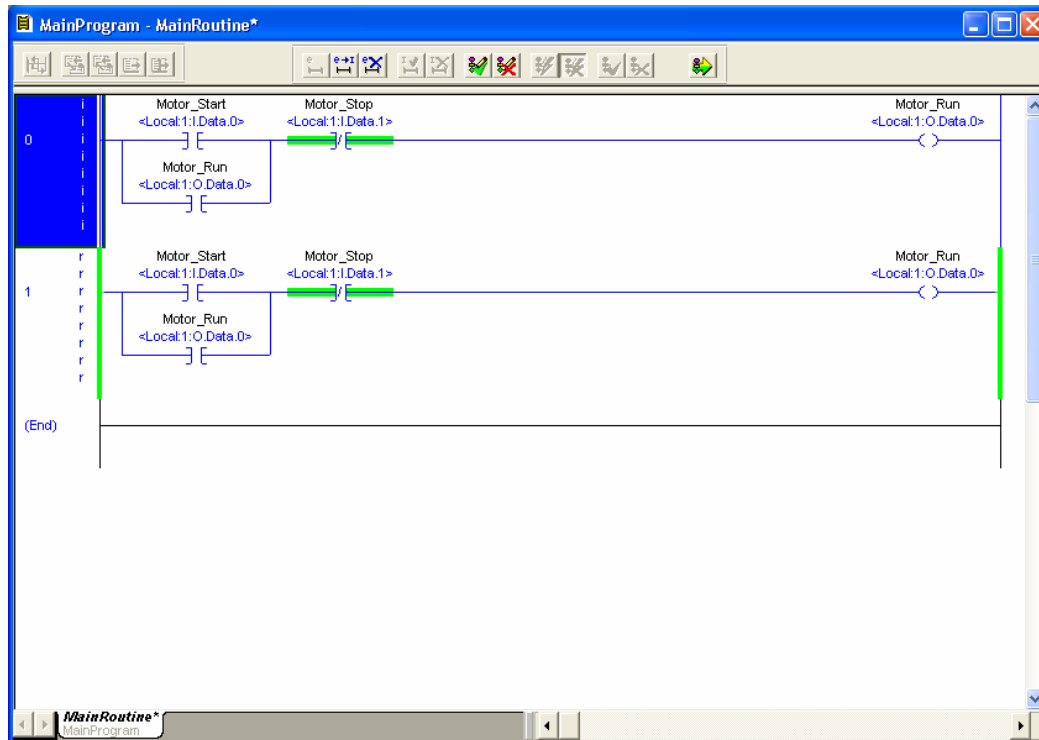 MainProgram - MainRoutine*
Motor_Start Motor_Stop Motor_Run
<Local:1:I.Data.0> <Local:1:I.Data.1> <Local:1:O.Data.0>
0
i
i
i
i
i
i
i
i
Motor_Run
<Local:1:O.Data.0>
Motor_Start Motor_Stop Motor_Run
<Local:1:I.Data.0> <Local:1:I.Data.1> <Local:1:O.Data.0>
1
r
r
r
r
r
r
r
r
Motor_Run
<Local:1:O.Data.0>
(End)
MainRoutine*
MainProgram